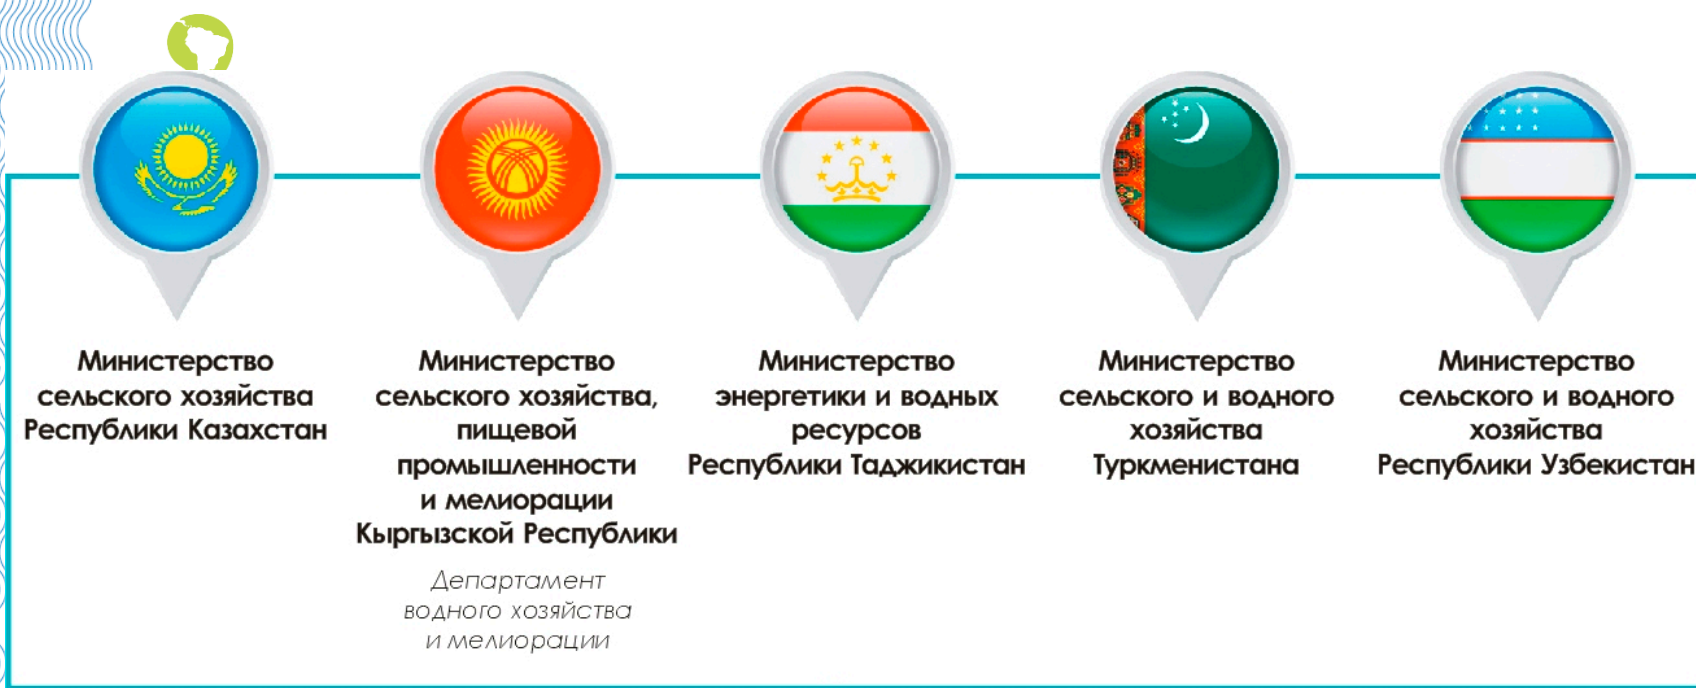 Министерство
сельского хозяйства
Республики Казахстан
Министерство
сельского хозяйства,
пищевой
промышленности
и мелиорации
Кыргызской Республики
Департамент
водного хозяйства
и мелиорации
Министерство
энергетики и водных
ресурсов
Республики Таджикистан
Министерство
сельского и водного
хозяйства
Туркменистана
Министерство
сельского и водного
хозяйства
Республики Узбекистан